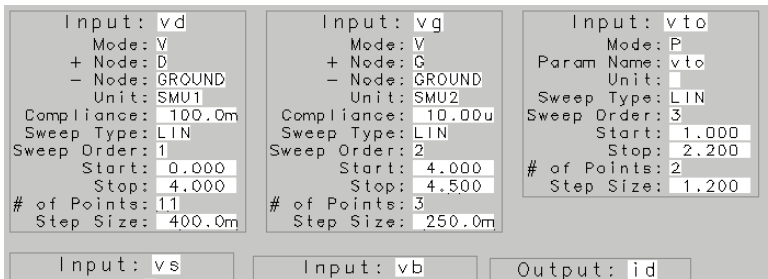 Input: vd
Mode: V
+ Node: D
- Node: GROUND
Unit: SMU1
Compliance: 100.0m
Sweep Type: LIN
Sweep Order: 1
Start: 0.000
Stop: 4.000
# of Points: 11
Step Size: 400.0m
Input: vg
Mode: V
+ Node: G
- Node: GROUND
Unit: SMU2
Compliance: 10.00u
Sweep Type: LIN
Sweep Order: 2
Start: 4.000
Stop: 4.500
# of Points: 3
Step Size: 250.0m
Input: vto
Mode: P
Param Name: vto
Unit:
Sweep Type: LIN
Sweep Order: 3
Start: 1.000
Stop: 2.200
# of Points: 2
Step Size: 1.200
Input: vs
Input: vb
Output: id